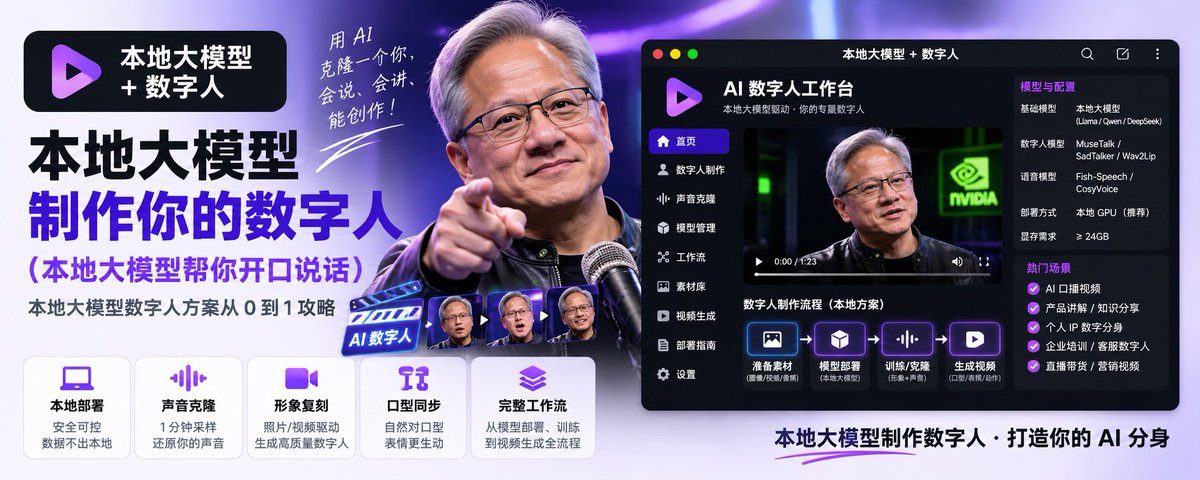 本地大模型
+ 数字人
用 AI
克隆一个你,
会说、会讲、
能创作!
本地大模型
制作你的数字人
(本地大模型帮你开口说话)
本地大模型数字人方案从 0 到 1 攻略
AI 数字人
本地部署
安全可控
数据不出本地
声音克隆
1 分钟采样
还原你的声音
形象复刻
照片/视频驱动
生成高质量数字人
口型同步
自然对口型
表情更生动
完整工作流
从模型部署、训练
到视频生成全流程
本地大模型 + 数字人
AI 数字人工作台
本地大模型驱动 · 你的专属数字人
首页
数字人制作
声音克隆
模型管理
工作流
素材床
视频生成
部署指南
设置
NVIDIA
0:00 / 1:23
数字人制作流程(本地方案)
准备素材
(图像/视频/音频)
模型部署
(本地大模型)
训练/克隆
(形象+声音)
生成视频
(口型/表情/动作)
模型与配置
基础模型
本地大模型
(Llama / Qwen / DeepSeek)
数字人模型
MuseTalk /
SadTalker / Wav2Lip
语音模型
Fish-Speech /
CosyVoice
部署方式
本地 GPU(推荐)
显存需求
≥ 24GB
热门场景
AI 口播视频
产品讲解 / 知识分享
个人 IP 数字分身
企业培训 / 客服数字人
直播带货 / 营销视频
本地大模型制作数字人 · 打造你的 AI 分身